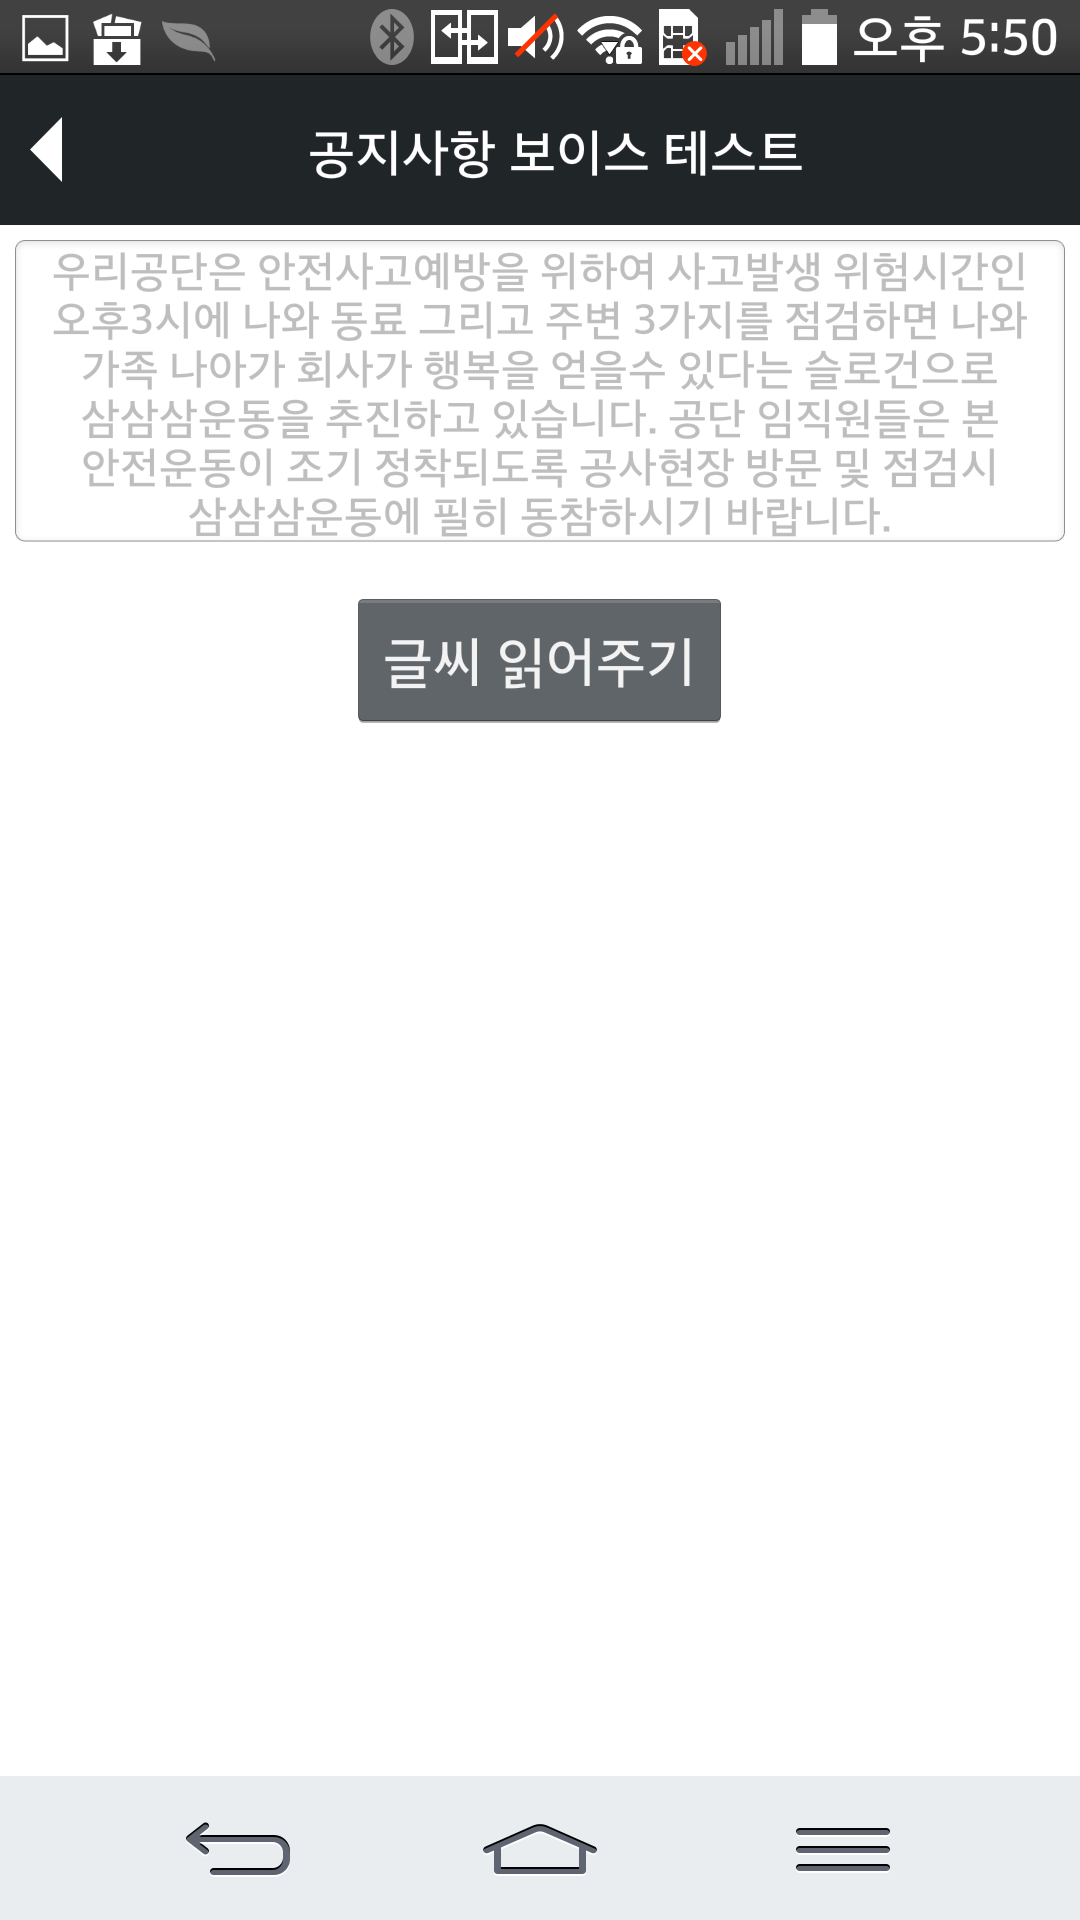 오후 5:50
공지사항 보이스 테스트
우리공단은 안전사고예방을 위하여 사고발생 위험시간인
오후3시에 나와 동료 그리고 주변 3가지를 점검하면 나와
가족 나아가 회사가 행복을 얻을수 있다는 슬로건으로
삼삼삼운동을 추진하고 있습니다. 공단 임직원들은 본
안전운동이 조기 정착되도록 공사현장 방문 및 점검시
삼삼삼운동에 필히 동참하시기 바랍니다.
글씨 읽어주기